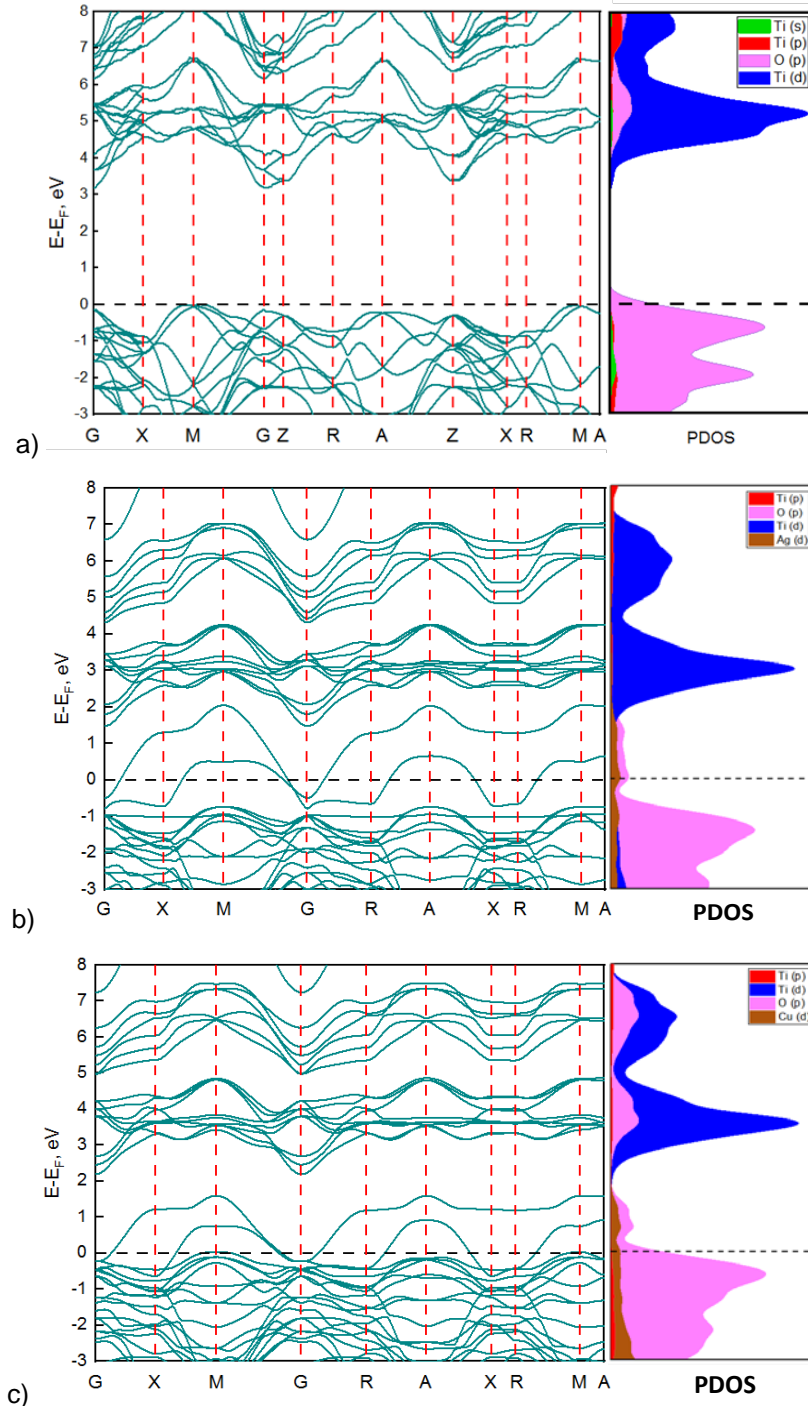 8
7
6
5
4
3
2
1
0
-1
-2
-3
E-E_F, eV
G X M G Z R A Z X R M A
Ti (s)
Ti (p)
O (p)
Ti (d)
PDOS
a)
8
7
6
5
4
3
2
1
0
-1
-2
-3
E-E_F, eV
G X M G R A X R M A
Ti (p)
O (p)
Ti (d)
Ag (d)
PDOS
b)
8
7
6
5
4
3
2
1
0
-1
-2
-3
E-E_F, eV
G X M G R A X R M A
Ti (p)
Ti (d)
O (p)
Cu (d)
PDOS
c)